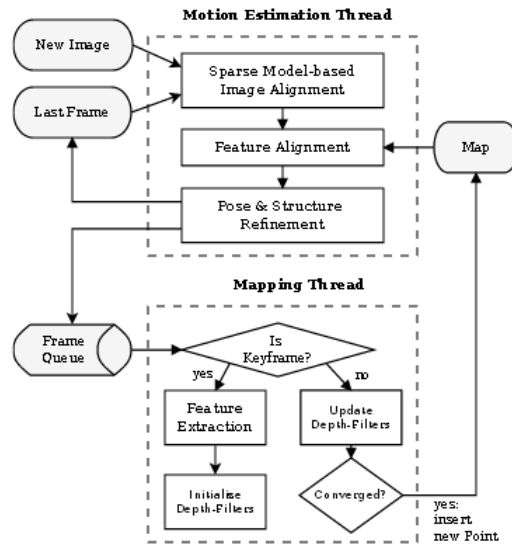 Motion Estimation Thread
New Image
Sparse Model-based
Image Alignment
Last Frame
Feature Alignment
Map
Pose & Structure
Refinement
Mapping Thread
Frame
Queue
Is
Keyframe?
yes
no
Feature
Extraction
Update
Depth-Filters
Initialise
Depth-Filters
Converged?
yes:
insert
new Point